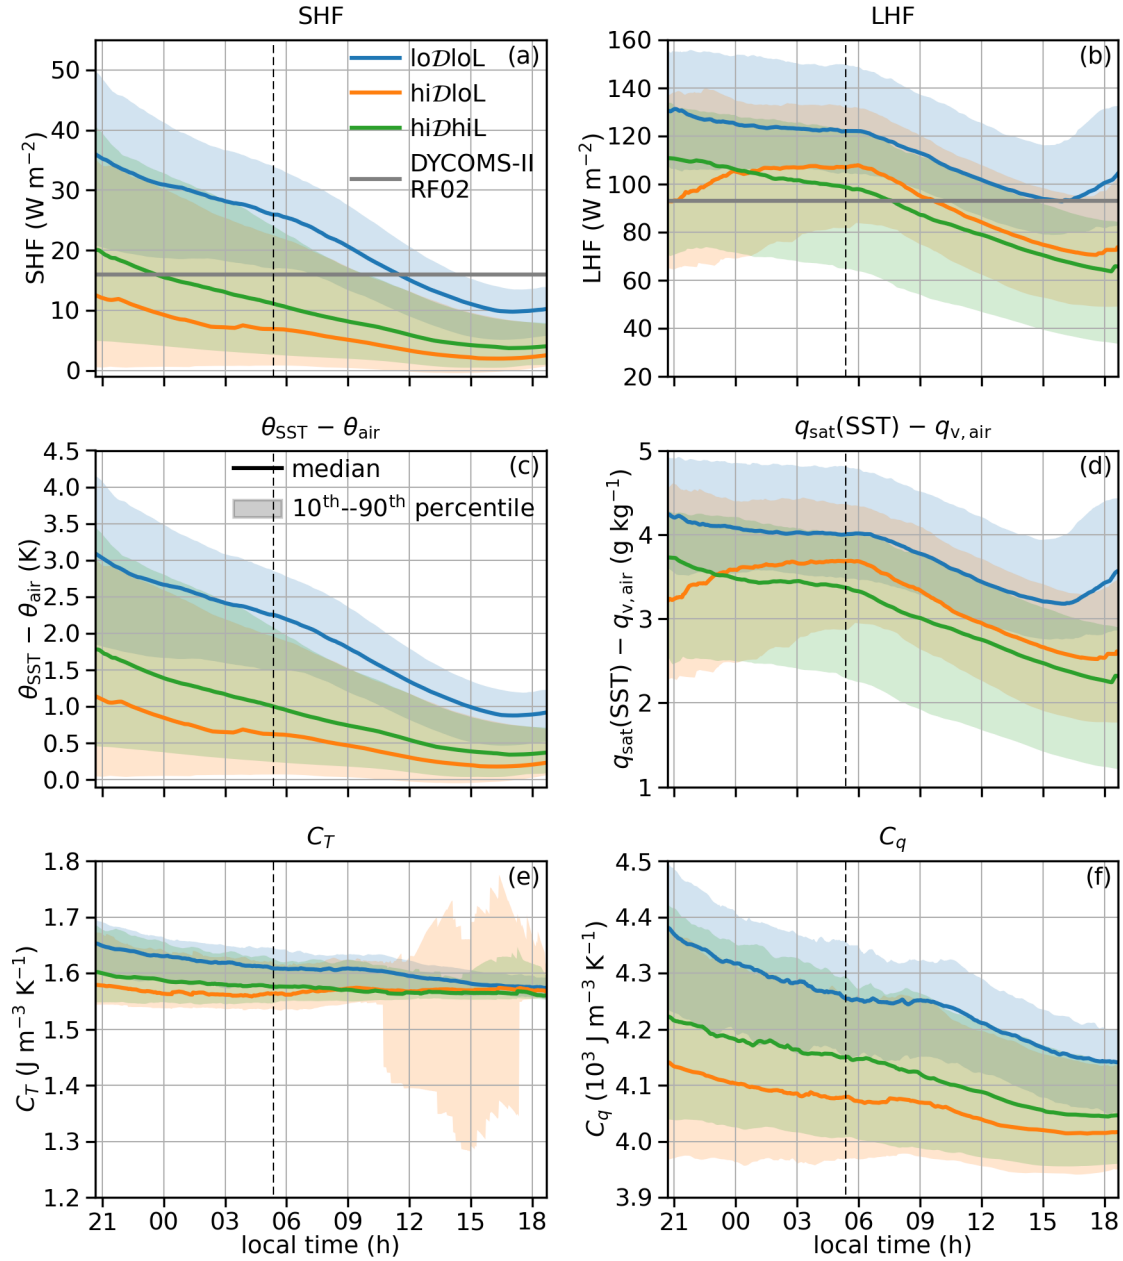 SHF
LHF
(a)
loDloL
hiDloL
hiDhiL
DYCOMS-II
RF02
SHF (W m⁻²)
50
40
30
20
10
0
(b)
LHF (W m⁻²)
160
140
120
100
80
60
40
20
θSST − θair
qsat(SST) − qv, air
(c)
median
10th--90th percentile
θSST − θair (K)
4.5
4.0
3.5
3.0
2.5
2.0
1.5
1.0
0.5
0.0
(d)
qsat(SST) − qv, air (g kg⁻¹)
5
4
3
2
1
CT
Cq
(e)
CT (J m⁻³ K⁻¹)
1.8
1.7
1.6
1.5
1.4
1.3
1.2
21 00 03 06 09 12 15 18
local time (h)
(f)
Cq (10³ J m⁻³ K⁻¹)
4.5
4.4
4.3
4.2
4.1
4.0
3.9
21 00 03 06 09 12 15 18
local time (h)